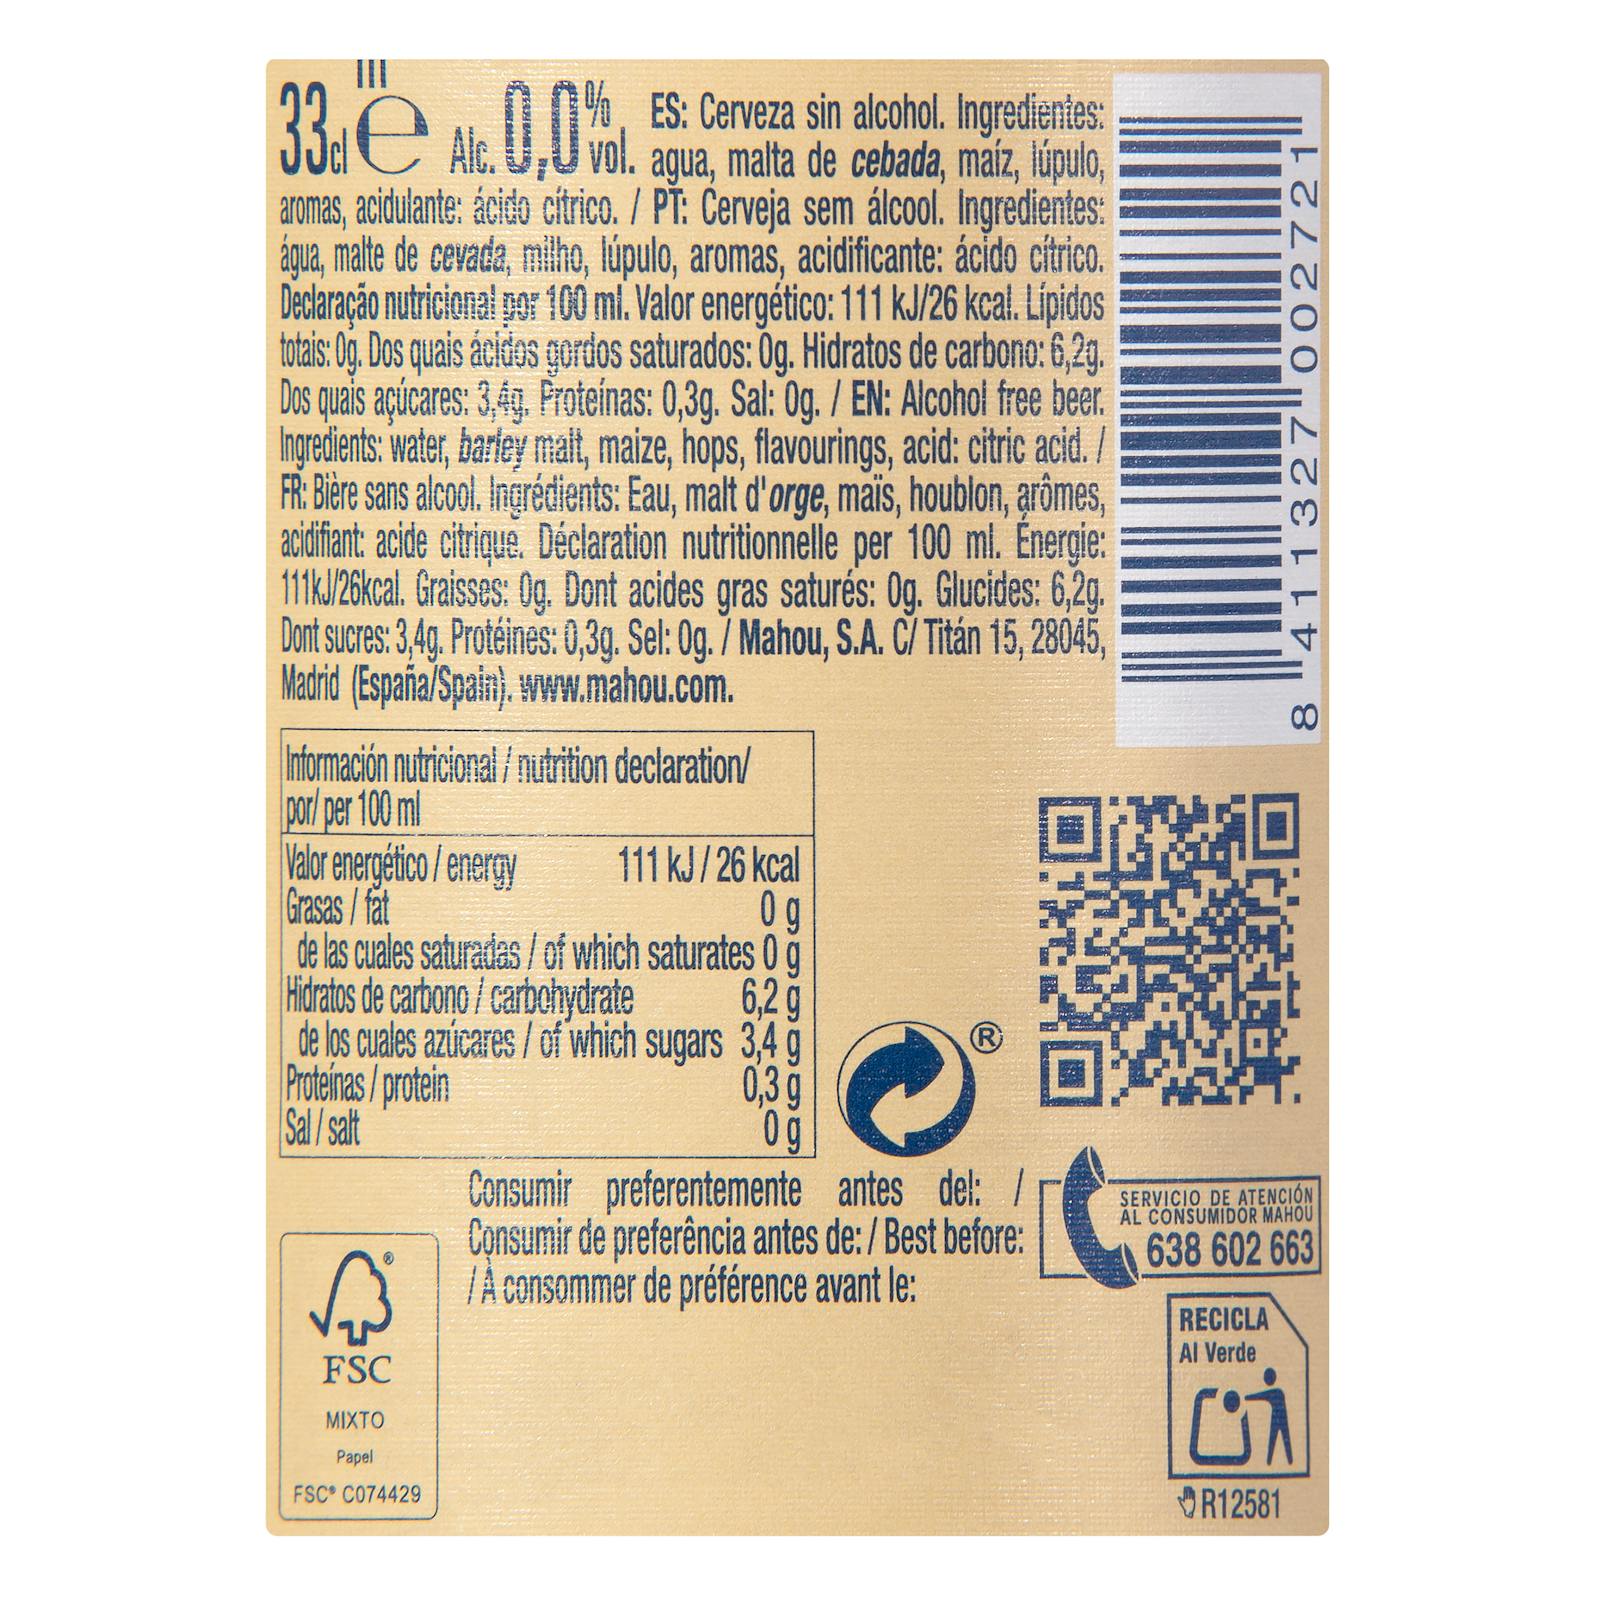 33cl e Alc. 0,0% vol. ES: Cerveza sin alcohol. Ingredientes:
agua, malta de cebada, maíz, lúpulo,
aromas, acidulante: ácido cítrico. / PT: Cerveja sem álcool. Ingredientes:
água, malte de cevada, milho, lúpulo, aromas, acidificante: ácido cítrico.
Declaração nutricional por 100 ml. Valor energético: 111 kJ/26 kcal. Lípidos
totais: 0g. Dos quais ácidos gordos saturados: 0g. Hidratos de carbono: 6,2g.
Dos quais açúcares: 3,4g. Proteínas: 0,3g. Sal: 0g. / EN: Alcohol free beer.
Ingredients: water, barley malt, maize, hops, flavourings, acid: citric acid. /
FR: Bière sans alcool. Ingrédients: Eau, malt d'orge, maïs, houblon, arômes,
acidifiant: acide citrique. Déclaration nutritionnelle per 100 ml. Énergie:
111kJ/26kcal. Graisses: 0g. Dont acides gras saturés: 0g. Glucides: 6,2g.
Dont sucres: 3,4g. Protéines: 0,3g. Sel: 0g. / Mahou, S.A. C/ Titán 15, 28045,
Madrid (España/Spain). www.mahou.com.
8 411327 002721
Información nutricional / nutrition declaration/
por/ per 100 ml
Valor energético / energy 111 kJ / 26 kcal
Grasas / fat 0 g
de las cuales saturadas / of which saturates 0 g
Hidratos de carbono / carbohydrate 6,2 g
de los cuales azúcares / of which sugars 3,4 g
Proteínas / protein 0,3 g
Sal / salt 0 g
®
Consumir preferentemente antes del: /
Consumir de preferência antes de: / Best before:
/ À consommer de préférence avant le:
SERVICIO DE ATENCIÓN
AL CONSUMIDOR MAHOU
638 602 663
®
FSC
MIXTO
Papel
FSC® C074429
RECICLA
Al Verde
R12581